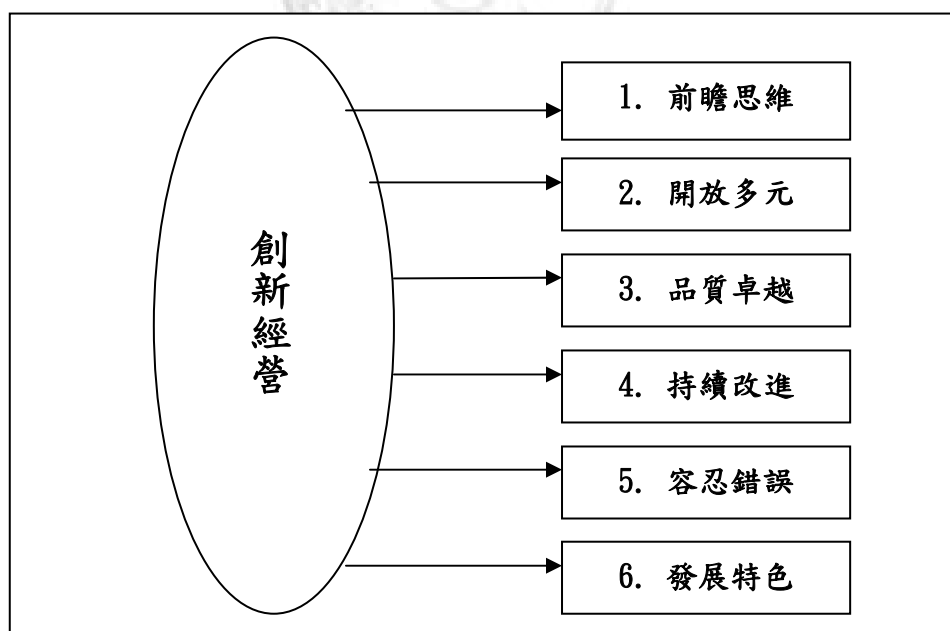 創新經營
1. 前瞻思維
2. 開放多元
3. 品質卓越
4. 持續改進
5. 容忍錯誤
6. 發展特色